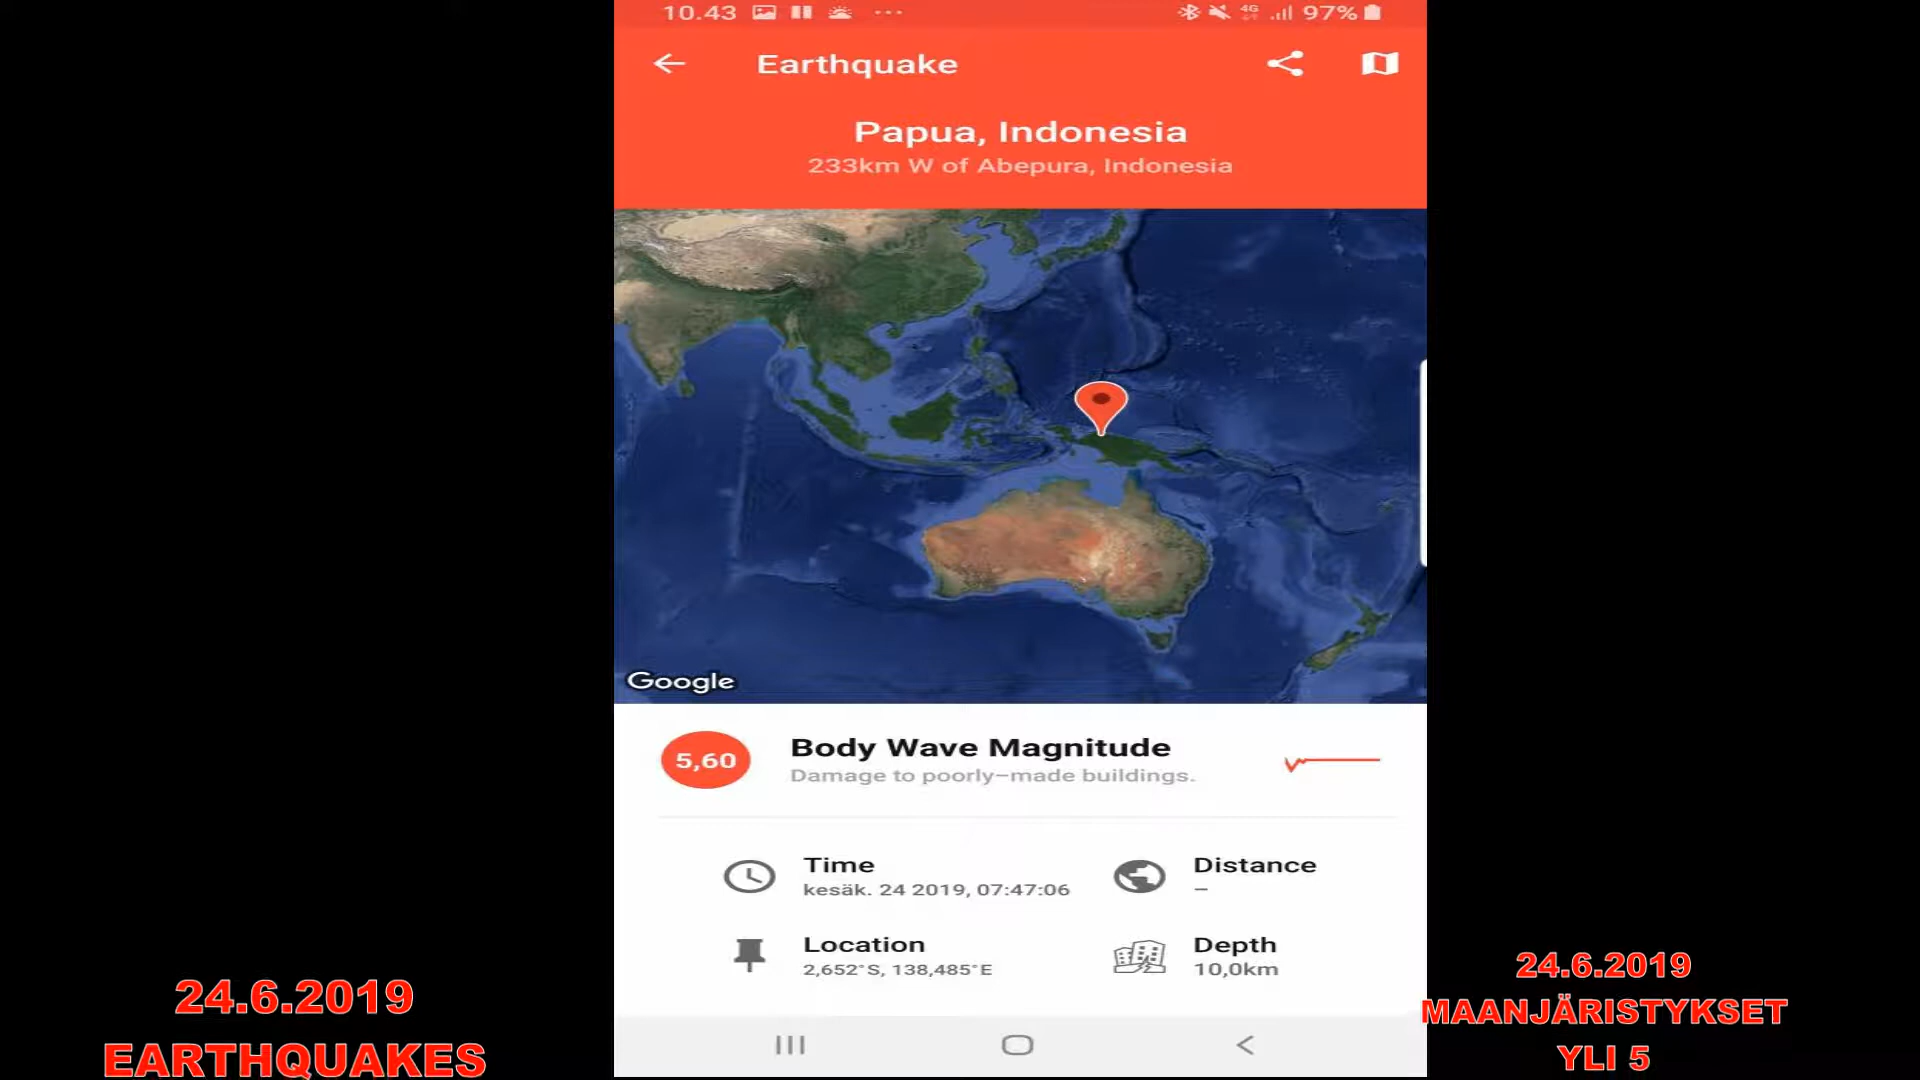 10.43
4G
97%
Earthquake
Papua, Indonesia
233km W of Abepura, Indonesia
Google
5,60
Body Wave Magnitude
Damage to poorly-made buildings.
Time
kesäk. 24 2019, 07:47:06
Distance
–
Location
2,652°S, 138,485°E
Depth
10,0km
24.6.2019
EARTHQUAKES
24.6.2019
MAANJÄRISTYKSET
YLI 5